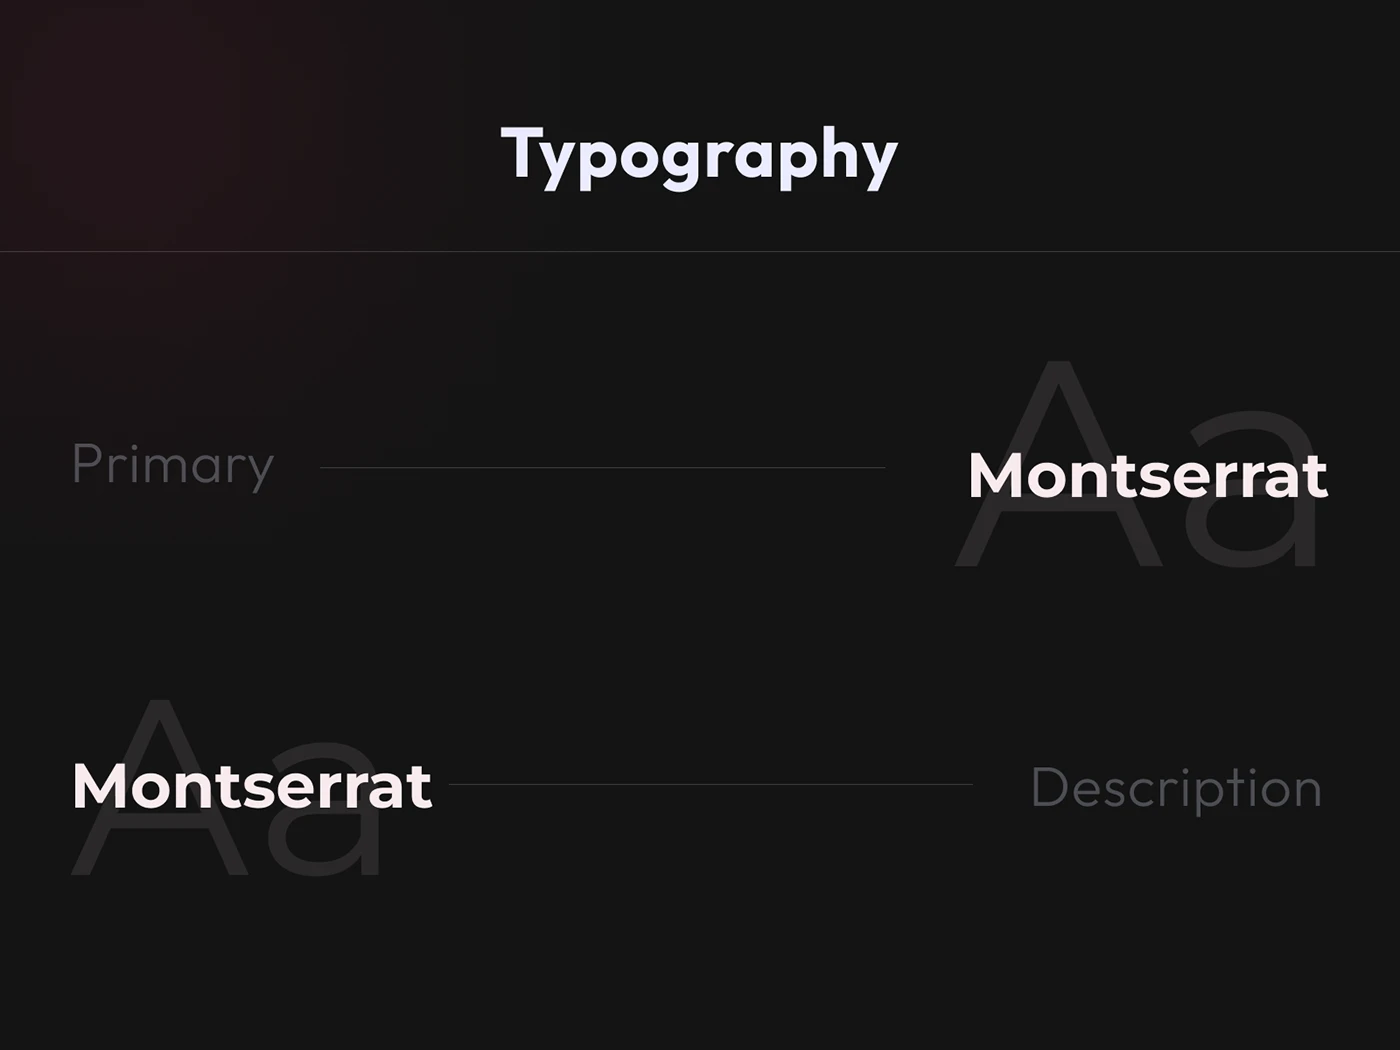 Typography
Primary
Aa
Montserrat
Aa
Montserrat
Description